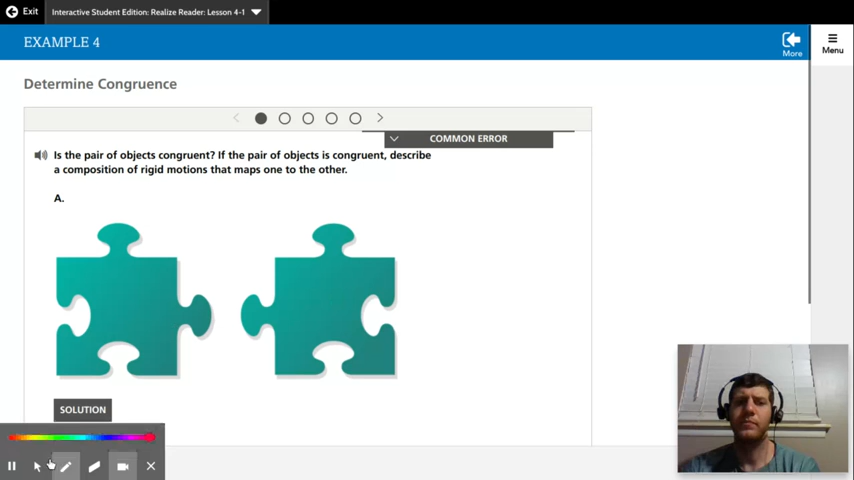 Exit
Interactive Student Edition: Realize Reader: Lesson 4-1
EXAMPLE 4
More
Menu
Determine Congruence
COMMON ERROR
Is the pair of objects congruent? If the pair of objects is congruent, describe
a composition of rigid motions that maps one to the other.
A.
SOLUTION